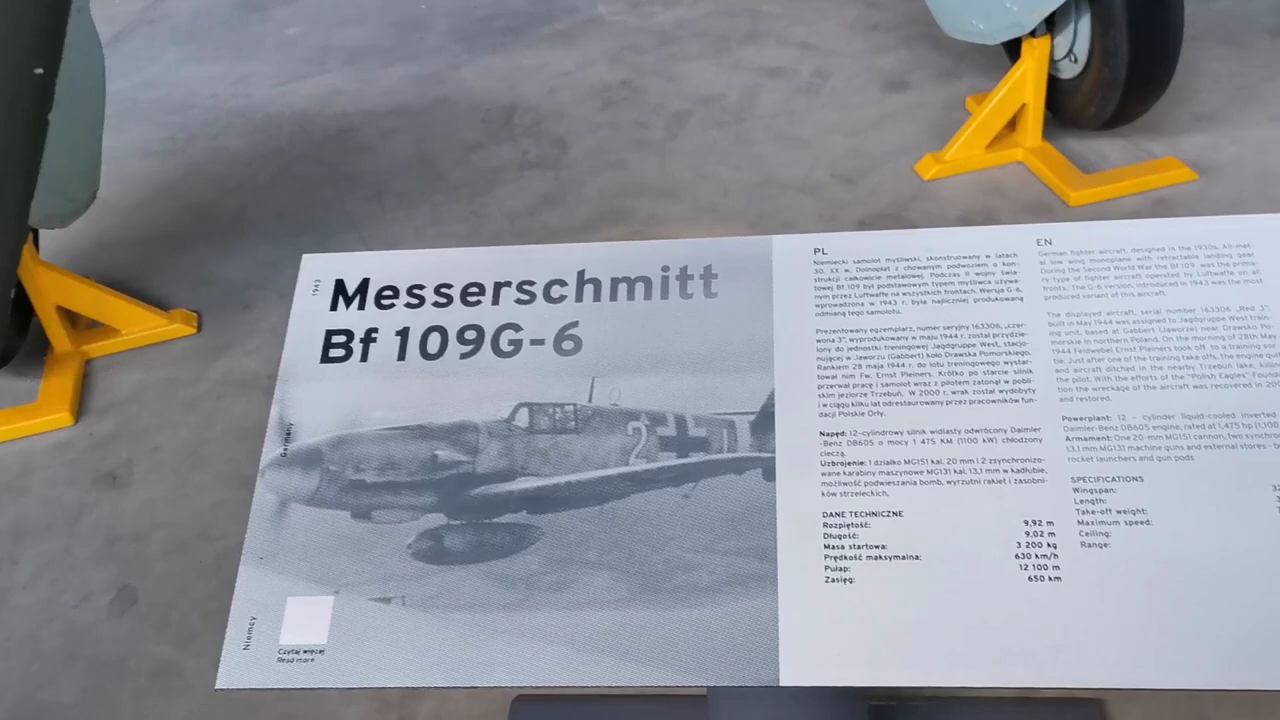 1943
Messerschmitt
Bf 109G-6
Germany
2
Niemcy
Czytaj więcej
Read more
PL
Niemiecki samolot myśliwski, skonstruowany w latach
30. XX w. Dolnopłat z chowanym podwoziem o kon-
strukcji całkowicie metalowej. Podczas II wojny świa-
towej Bf 109 był podstawowym typem myśliwca używa-
nym przez Luftwaffe na wszystkich frontach. Wersja G-6,
wprowadzona w 1943 r. była najliczniej produkowaną
odmianą tego samolotu.
Prezentowany egzemplarz, numer seryjny 163306, „czer-
wona 3", wyprodukowany w maju 1944 r. został przydzie-
lony do jednostki treningowej Jagdgruppe West, stacjo-
nującej w Jaworzu (Gabbert) koło Drawska Pomorskiego.
Rankiem 28 maja 1944 r. do lotu treningowego wystar-
tował nim Fw. Ernst Pleiners. Krótko po starcie silnik
przerwał pracę i samolot wraz z pilotem zatonął w pobli-
skim jeziorze Trzebuń. W 2000 r. wrak został wydobyty
i w ciągu kilku lat odrestaurowany przez pracowników fun-
dacji Polskie Orły.
Napęd: 12-cylindrowy silnik widlasty odwrócony Daimler
-Benz DB605 o mocy 1 475 KM (1100 kW) chłodzony
cieczą.
Uzbrojenie: 1 działko MG151 kal. 20 mm i 2 zsynchronizo-
wane karabiny maszynowe MG131 kal. 13,1 mm w kadłubie,
możliwość podwieszania bomb, wyrzutni rakiet i zasobni-
ków strzeleckich.
DANE TECHNICZNE
Rozpiętość: 9,92 m
Długość: 9,02 m
Masa startowa: 3 200 kg
Prędkość maksymalna: 630 km/h
Pułap: 12 100 m
Zasięg: 650 km
EN
German fighter aircraft, designed in the 1930s. All-met-
al low wing monoplane with retractable landing gear.
During the Second World War the Bf 109 was the prima-
ry type of fighter aircraft operated by Luftwaffe on all
fronts. The G-6 version, introduced in 1943 was the most
produced variant of this aircraft.
The displayed aircraft, serial number 163306 „Red 3",
built in May 1944 was assigned to Jagdgruppe West train-
ing unit, based at Gabbert (Jaworze) near Drawsko Po-
morskie in northern Poland. On the morning of 28th May
1944 Feldwebel Ernst Pleiners took off to a training sor-
tie. Just after one of the training take offs, the engine
and aircraft ditched in the nearby Trzebuń lake,
the pilot. With the efforts of the "Polish Eagles"
tion the wreckage of the aircraft was recovered in
and restored.
Powerplant: 12 - cylinder liquid-cooled inverted
Daimler-Benz DB605 engine, rated at 1,475 hp (1,100
Armament: One 20-mm MG151 cannon, two
13,1 mm MG131 machine guns and external stores -
rocket launchers and gun pods
SPECIFICATIONS
Wingspan:
Length:
Take-off weight:
Maximum speed:
Ceiling:
Range: